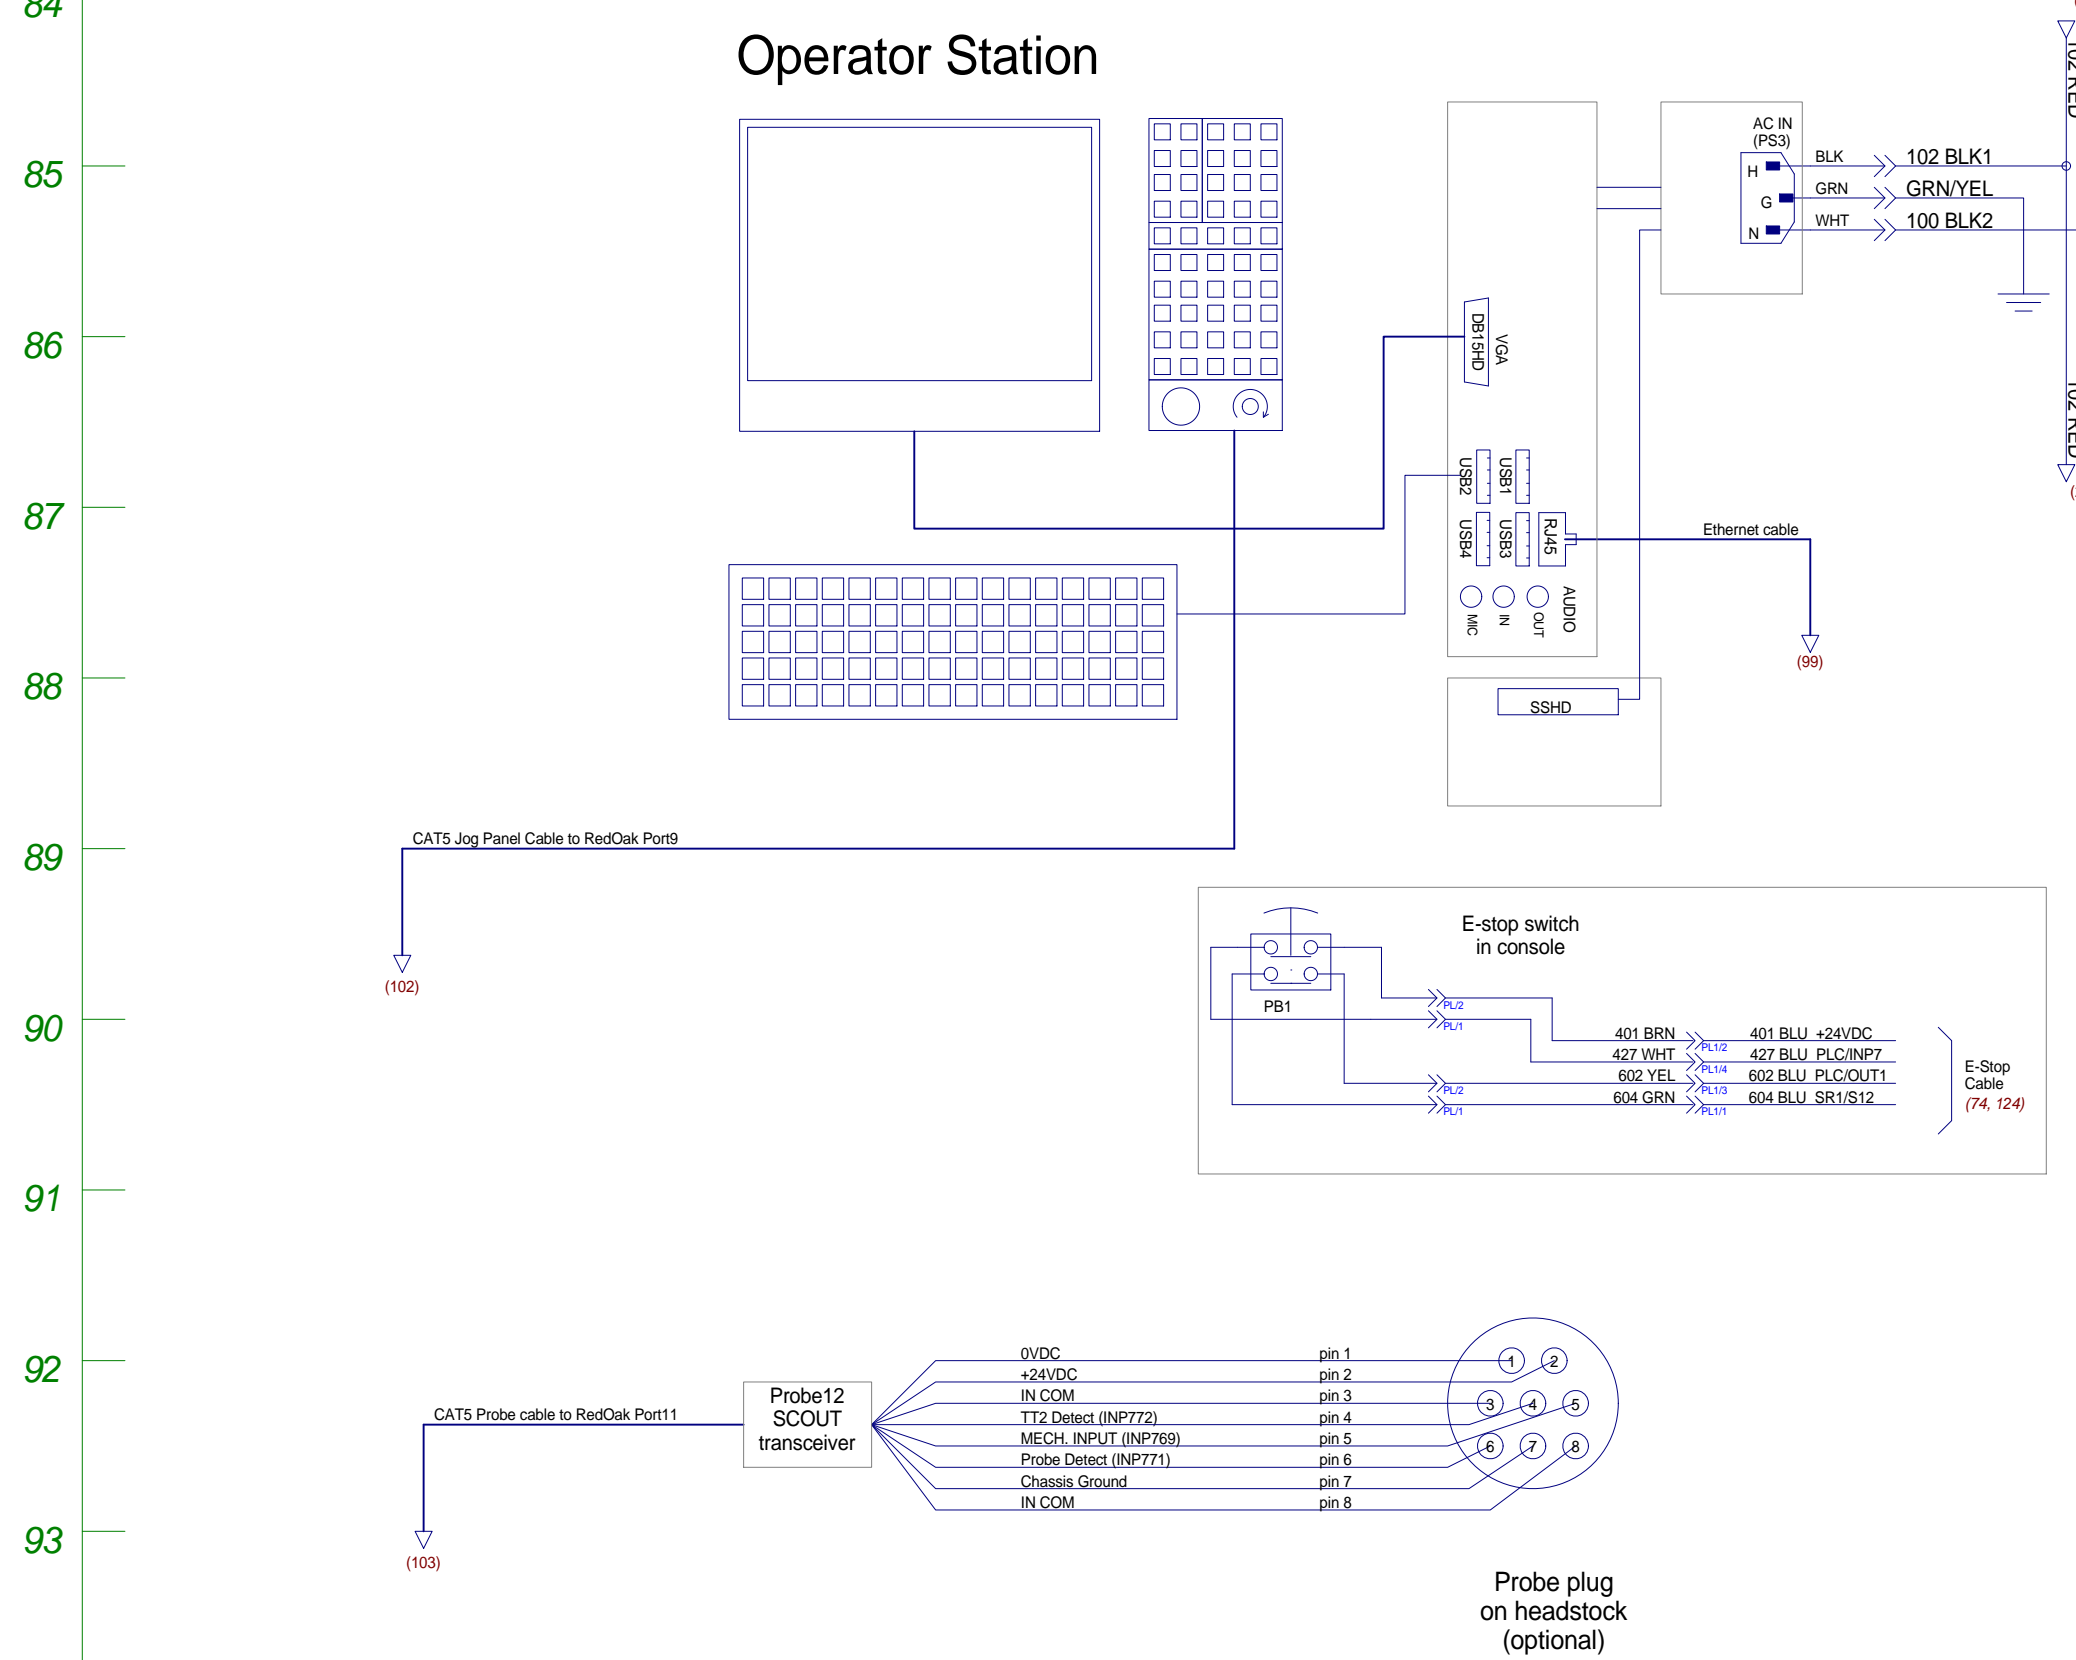 84
Operator Station
102 RED
AC IN
(PS3)
85
H
BLK
102 BLK1
G
GRN
GRN/YEL
N
WHT
100 BLK2
86
DB15HD
VGA
102 RED
USB2
USB1
87
USB4
USB3
RJ45
Ethernet cable
MIC
IN
OUT
AUDIO
(99)
88
SSHD
CAT5 Jog Panel Cable to RedOak Port9
89
E-stop switch
in console
(102)
PB1
PL/2
90
PL/1
401 BRN
PL1/2
401 BLU +24VDC
427 WHT
PL1/4
427 BLU PLC/INP7
PL/2
602 YEL
PL1/3
602 BLU PLC/OUT1
PL/1
604 GRN
PL1/1
604 BLU SR1/S12
E-Stop
Cable
(74, 124)
91
92
0VDC pin 1
+24VDC pin 2
IN COM pin 3
TT2 Detect (INP772) pin 4
MECH. INPUT (INP769) pin 5
Probe Detect (INP771) pin 6
Chassis Ground pin 7
IN COM pin 8
1 2
3 4 5
6 7 8
Probe12
SCOUT
transceiver
CAT5 Probe cable to RedOak Port11
93
(103)
Probe plug
on headstock
(optional)